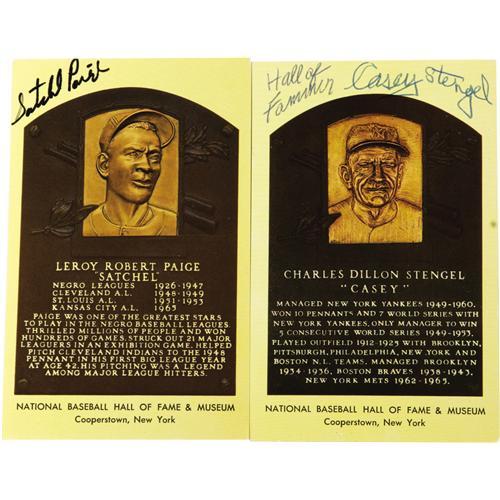 Satchel Paige
LEROY ROBERT PAIGE
"SATCHEL"
NEGRO LEAGUES 1926-1947
CLEVELAND A.L. 1948-1949
ST. LOUIS A.L. 1951-1953
KANSAS CITY A.L. 1965
PAIGE WAS ONE OF THE GREATEST STARS
TO PLAY IN THE NEGRO BASEBALL LEAGUES.
THRILLED MILLIONS OF PEOPLE AND WON
HUNDREDS OF GAMES. STRUCK OUT 21 MAJOR
LEAGUERS IN AN EXHIBITION GAME. HELPED
PITCH CLEVELAND INDIANS TO THE 1948
PENNANT IN HIS FIRST BIG LEAGUE YEAR
AT AGE 42. HIS PITCHING WAS A LEGEND
AMONG MAJOR LEAGUE HITTERS.
NATIONAL BASEBALL HALL OF FAME & MUSEUM
Cooperstown, New York
Hall of
Fammer
Casey Stengel
CHARLES DILLON STENGEL
"CASEY"
MANAGED NEW YORK YANKEES 1949-1960.
WON 10 PENNANTS AND 7 WORLD SERIES WITH
NEW YORK YANKEES. ONLY MANAGER TO WIN
5 CONSECUTIVE WORLD SERIES 1949-1953.
PLAYED OUTFIELD 1912-1925 WITH BROOKLYN,
PITTSBURGH, PHILADELPHIA, NEW YORK AND
BOSTON N.L. TEAMS. MANAGED BROOKLYN
1934-1936, BOSTON BRAVES 1938-1943,
NEW YORK METS 1962-1965.
NATIONAL BASEBALL HALL OF FAME & MUSEUM
Cooperstown, New York